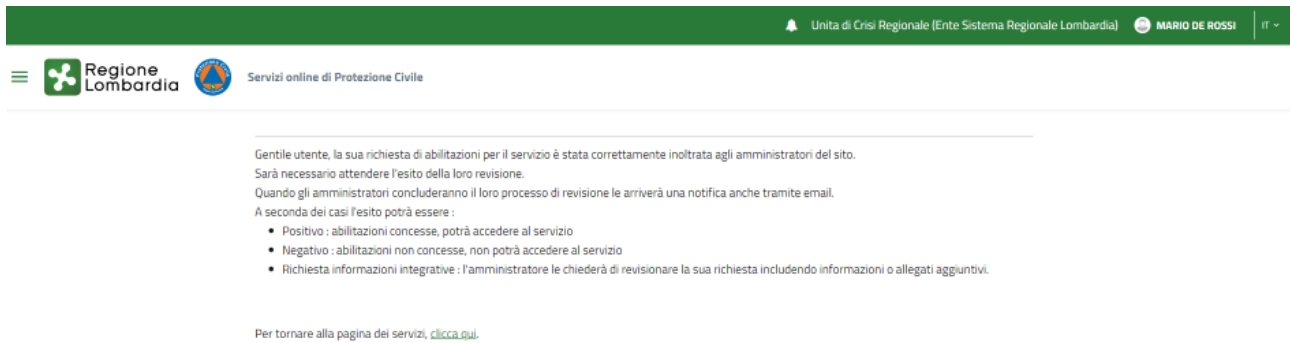 Unita di Crisi Regionale (Ente Sistema Regionale Lombardia) MARIO DE ROSSI IT
Regione
Lombardia
Servizi online di Protezione Civile
Gentile utente, la sua richiesta di abilitazioni per il servizio è stata correttamente inoltrata agli amministratori del sito.
Sarà necessario attendere l'esito della loro revisione.
Quando gli amministratori concluderanno il loro processo di revisione le arriverà una notifica anche tramite email.
A seconda dei casi l'esito potrà essere :
• Positivo : abilitazioni concesse, potrà accedere al servizio
• Negativo : abilitazioni non concesse, non potrà accedere al servizio
• Richiesta informazioni integrative : l'amministratore le chiederà di revisionare la sua richiesta includendo informazioni o allegati aggiuntivi.
Per tornare alla pagina dei servizi, clicca qui.